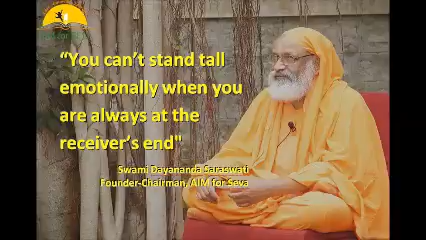 “You can’t stand tall
emotionally when you
are always at the
receiver’s end"
Swami Dayananda Saraswati
Founder-Chairman, AIM for Seva